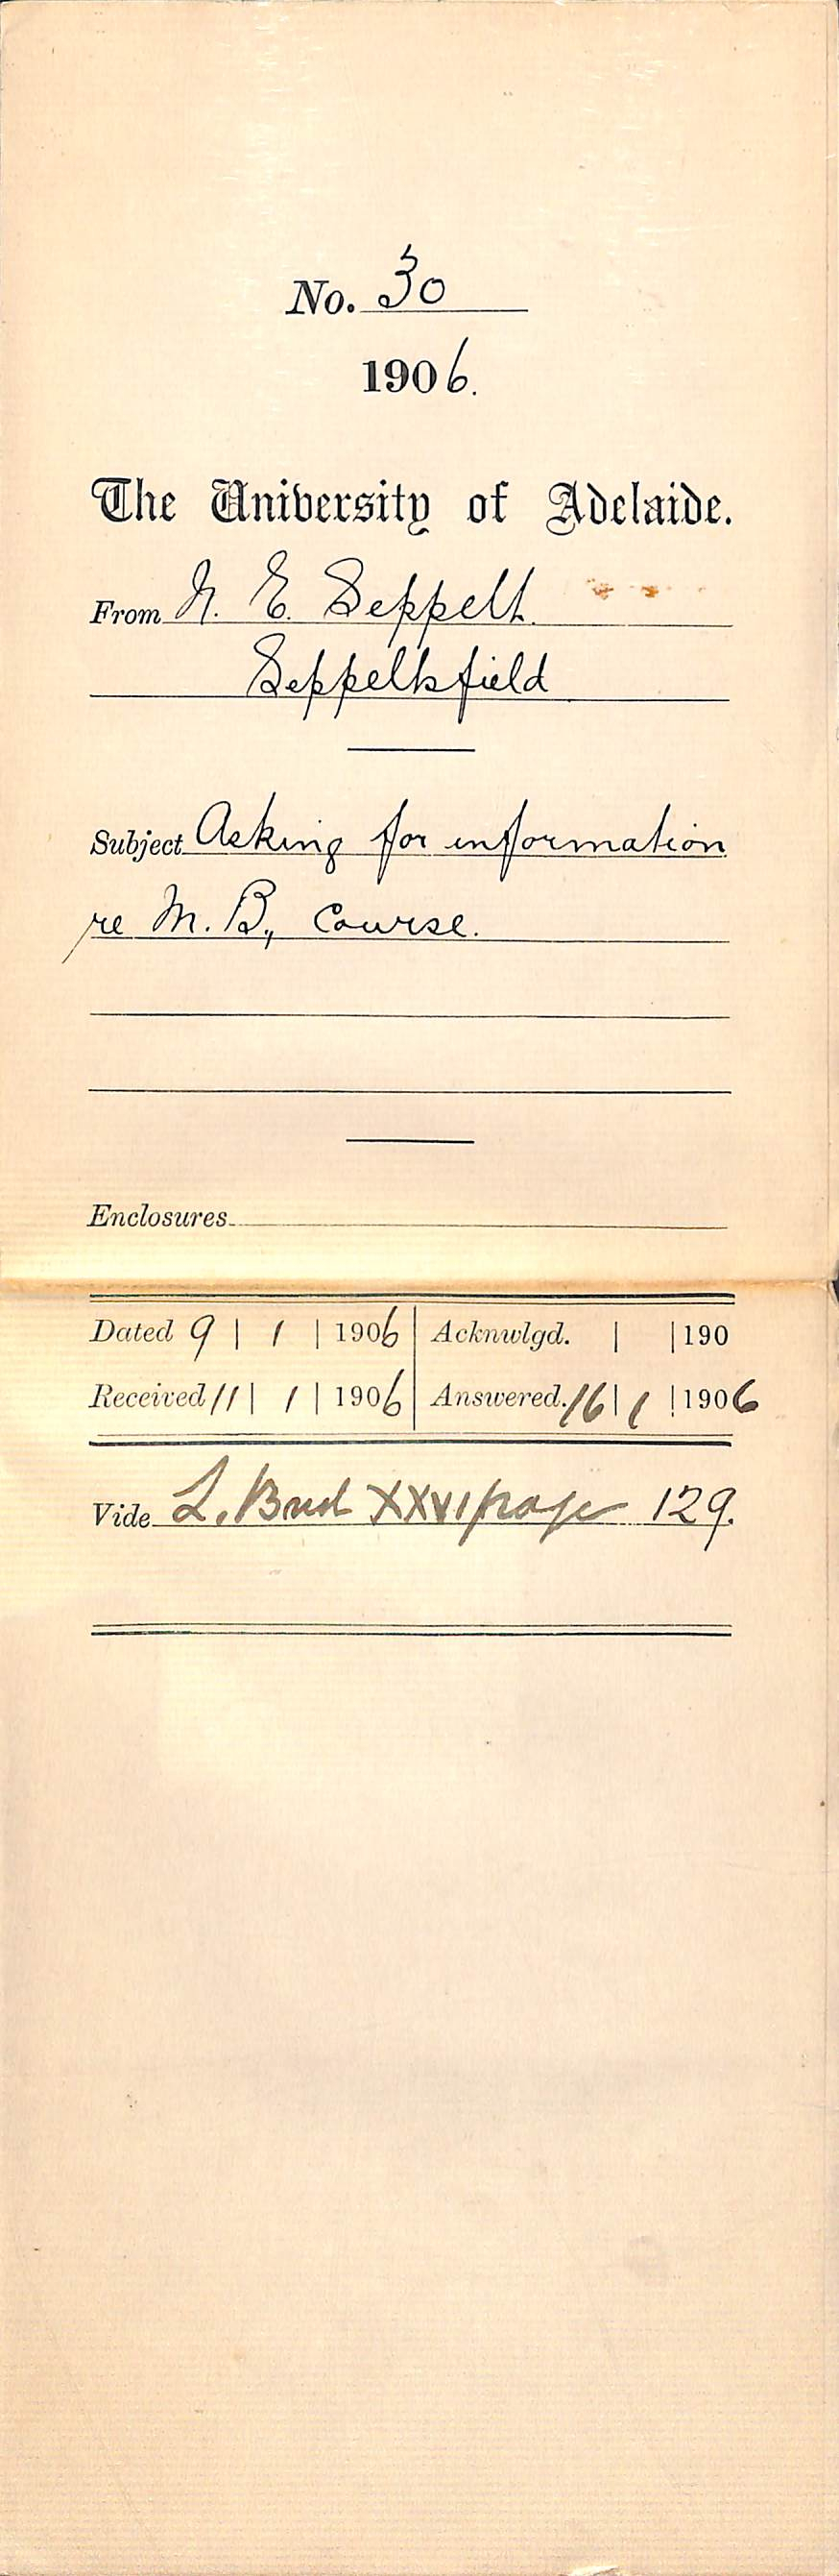 No. 30
1906.
The University of Adelaide.
From N. E. Seppelt.
Seppeltsfield
Subject Asking for information
re M. B., Course.
Enclosures
Dated 9 | 1 | 1906 Acknwlgd. | | 190
Received 11 | 1 | 1906 Answered. 16 | 1 | 1906
Vide L. XXVI page 129.